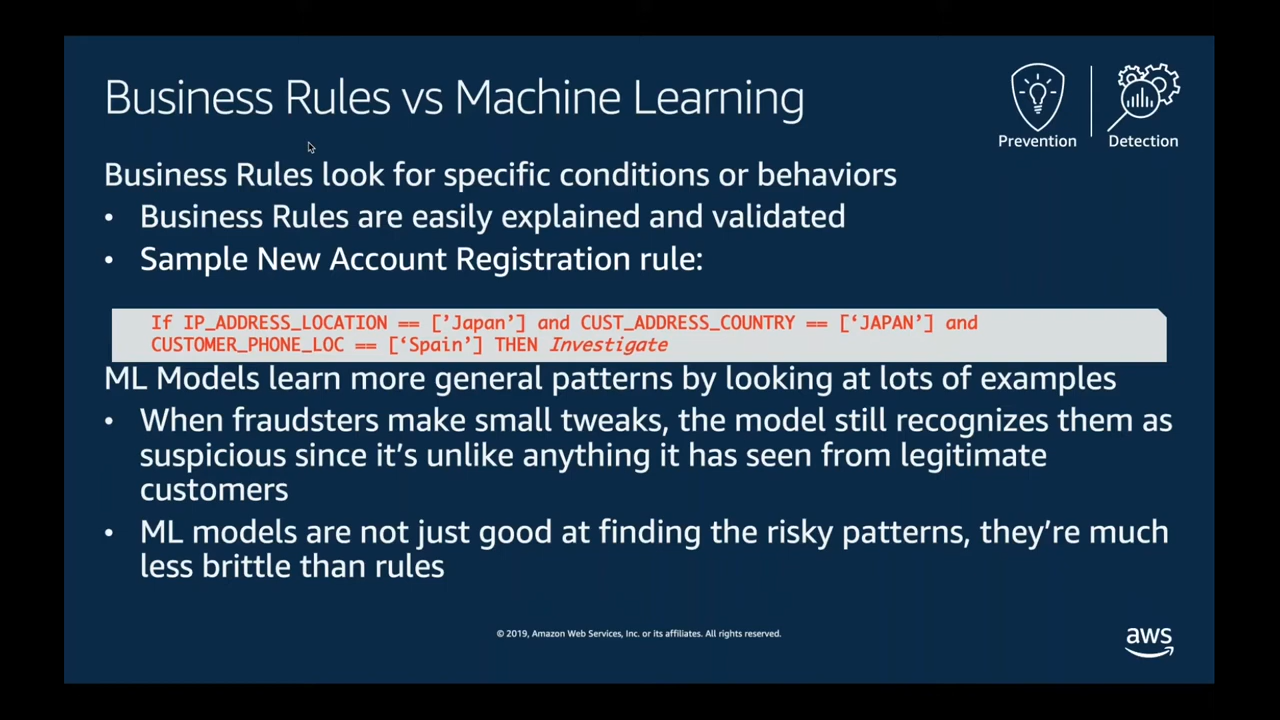 Business Rules vs Machine Learning
Prevention
Detection
Business Rules look for specific conditions or behaviors
• Business Rules are easily explained and validated
• Sample New Account Registration rule:
If IP_ADDRESS_LOCATION == [’Japan’] and CUST_ADDRESS_COUNTRY == [‘JAPAN’] and
CUSTOMER_PHONE_LOC == [‘Spain’] THEN Investigate
ML Models learn more general patterns by looking at lots of examples
• When fraudsters make small tweaks, the model still recognizes them as
suspicious since it’s unlike anything it has seen from legitimate
customers
• ML models are not just good at finding the risky patterns, they’re much
less brittle than rules
© 2019, Amazon Web Services, Inc. or its affiliates. All rights reserved.
aws